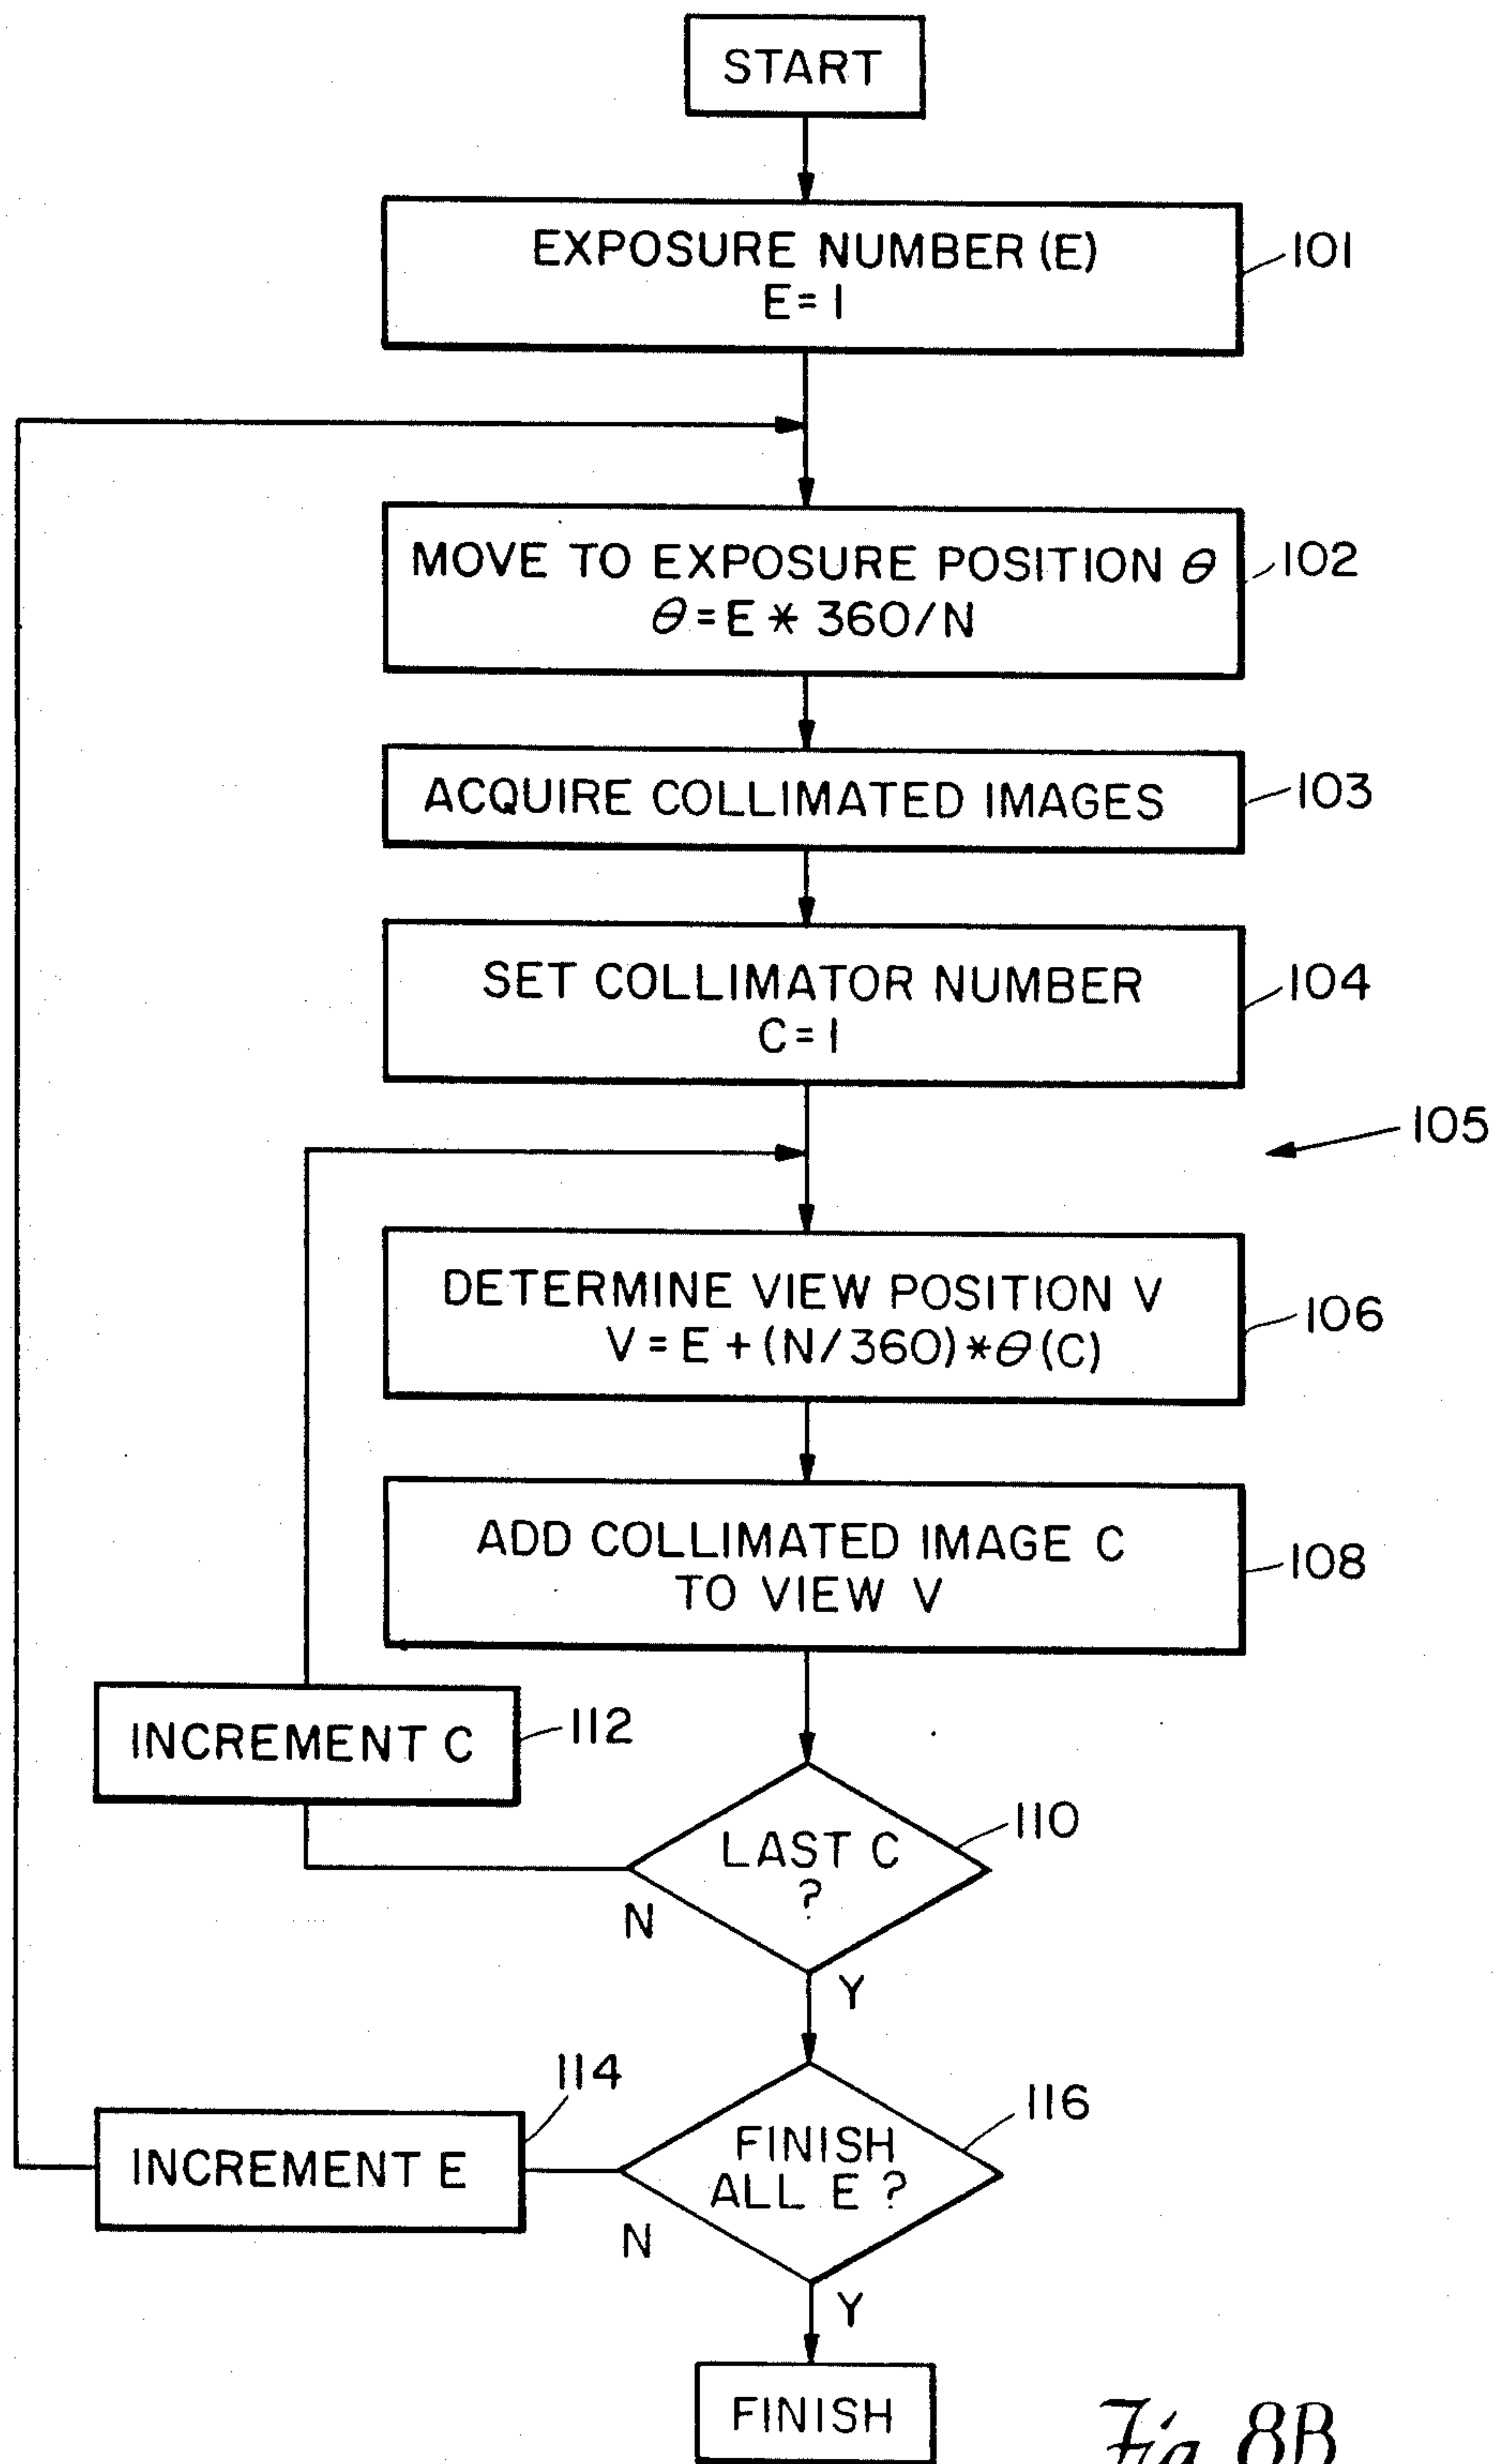 START
EXPOSURE NUMBER (E)
E = 1
101
MOVE TO EXPOSURE POSITION θ
θ = E * 360/N
102
ACQUIRE COLLIMATED IMAGES
103
SET COLLIMATOR NUMBER
C = 1
104
105
DETERMINE VIEW POSITION V
V = E + (N/360) * θ (C)
106
ADD COLLIMATED IMAGE C
TO VIEW V
108
INCREMENT C
112
LAST C
?
110
N
Y
114
INCREMENT E
FINISH
ALL E ?
116
N
Y
FINISH
Fig 8B